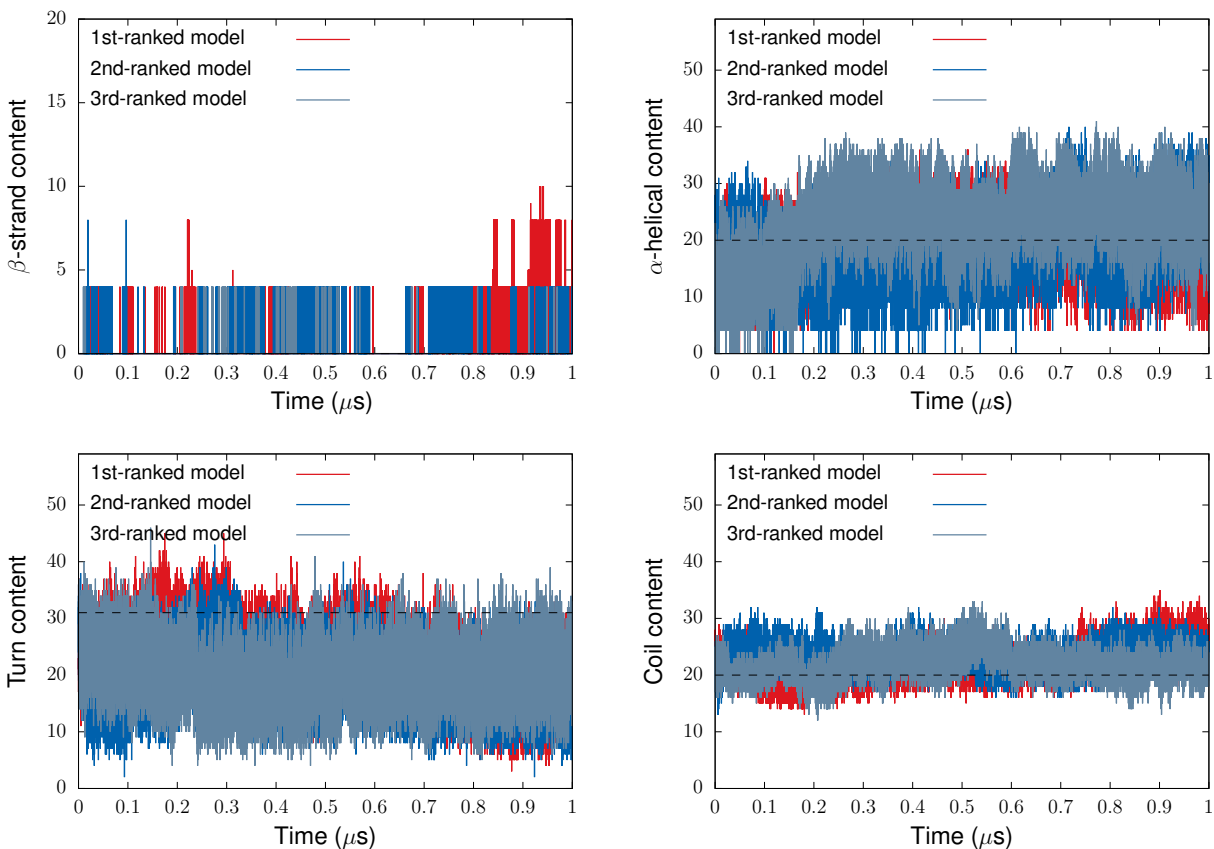 β-strand content
20
15
10
5
0
1st-ranked model
2nd-ranked model
3rd-ranked model
0 0.1 0.2 0.3 0.4 0.5 0.6 0.7 0.8 0.9 1
Time (μs)
α-helical content
50
40
30
20
10
0
1st-ranked model
2nd-ranked model
3rd-ranked model
0 0.1 0.2 0.3 0.4 0.5 0.6 0.7 0.8 0.9 1
Time (μs)
Turn content
50
40
30
20
10
0
1st-ranked model
2nd-ranked model
3rd-ranked model
0 0.1 0.2 0.3 0.4 0.5 0.6 0.7 0.8 0.9 1
Time (μs)
Coil content
50
40
30
20
10
0
1st-ranked model
2nd-ranked model
3rd-ranked model
0 0.1 0.2 0.3 0.4 0.5 0.6 0.7 0.8 0.9 1
Time (μs)